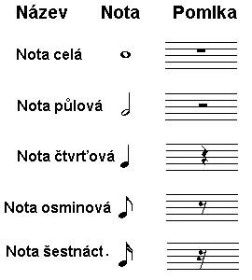 Název Nota Pomlka
Nota celá
Nota půlová
Nota čtvrťová
Nota osminová
Nota šestnáct.